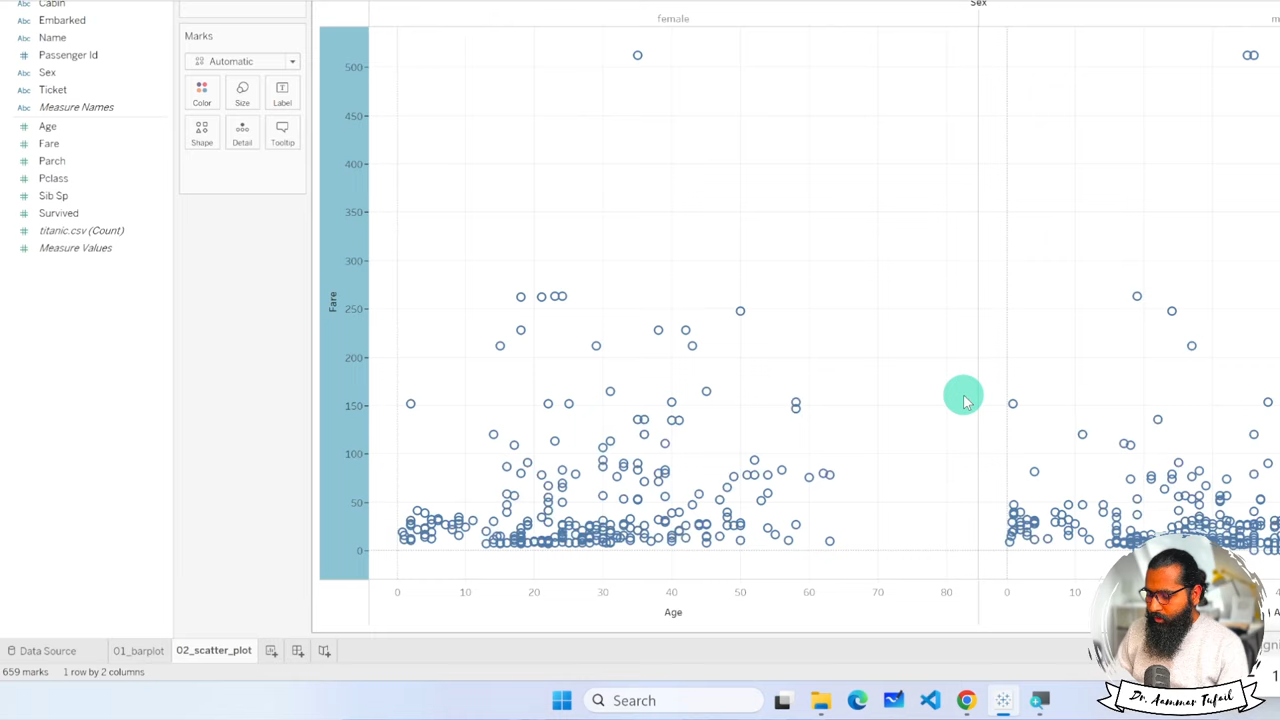 Cabin
Embarked
Name
Passenger Id
Sex
Ticket
Measure Names
Age
Fare
Parch
Pclass
Sib Sp
Survived
titanic.csv (Count)
Measure Values
Marks
Automatic
Color
Size
Label
Shape
Detail
Tooltip
Sex
female
500
450
400
350
300
250
200
150
100
50
0
Fare
0 10 20 30 40 50 60 70 80
0 10
Age
Data Source
01_barplot
02_scatter_plot
659 marks
1 row by 2 columns
Search
Dr. Aammar Tufail